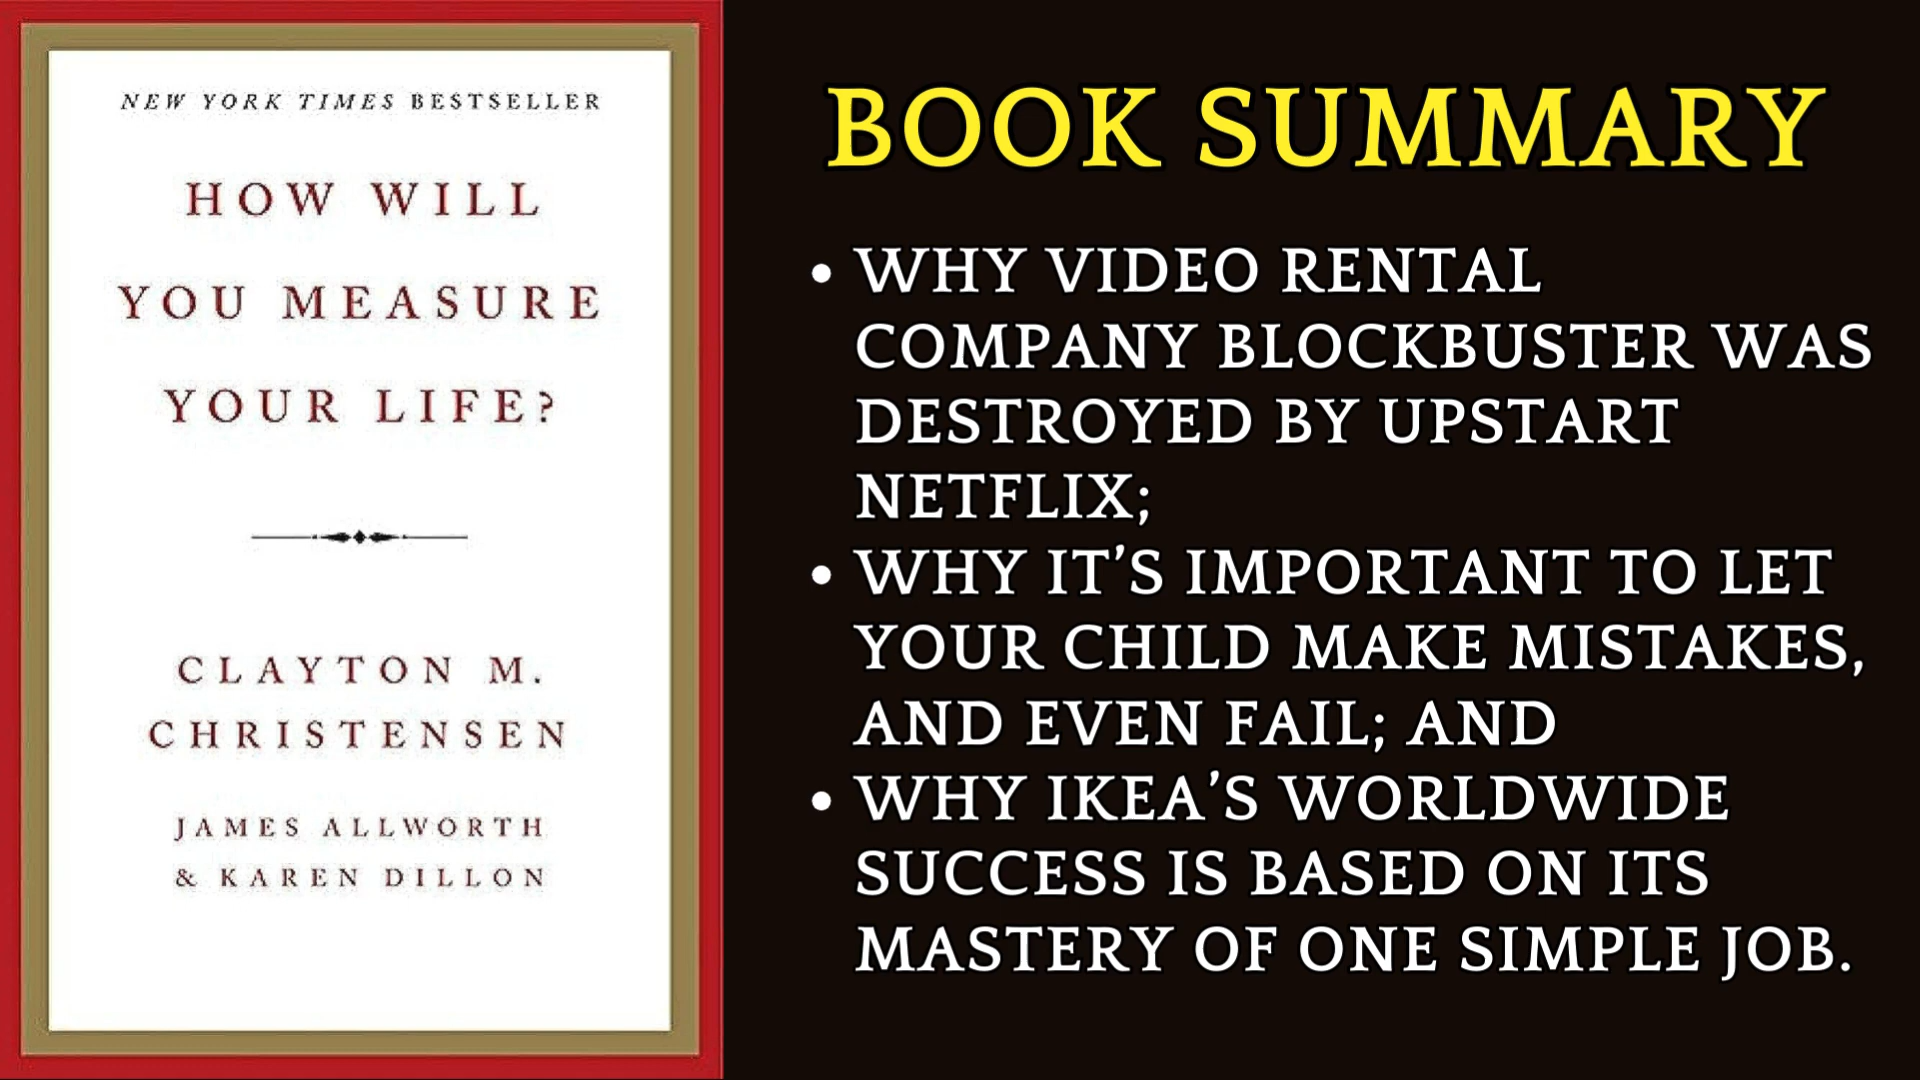 NEW YORK TIMES BESTSELLER
HOW WILL
YOU MEASURE
YOUR LIFE?
CLAYTON M.
CHRISTENSEN
JAMES ALLWORTH
& KAREN DILLON
BOOK SUMMARY
• WHY VIDEO RENTAL
COMPANY BLOCKBUSTER WAS
DESTROYED BY UPSTART
NETFLIX;
• WHY IT’S IMPORTANT TO LET
YOUR CHILD MAKE MISTAKES,
AND EVEN FAIL; AND
• WHY IKEA’S WORLDWIDE
SUCCESS IS BASED ON ITS
MASTERY OF ONE SIMPLE JOB.